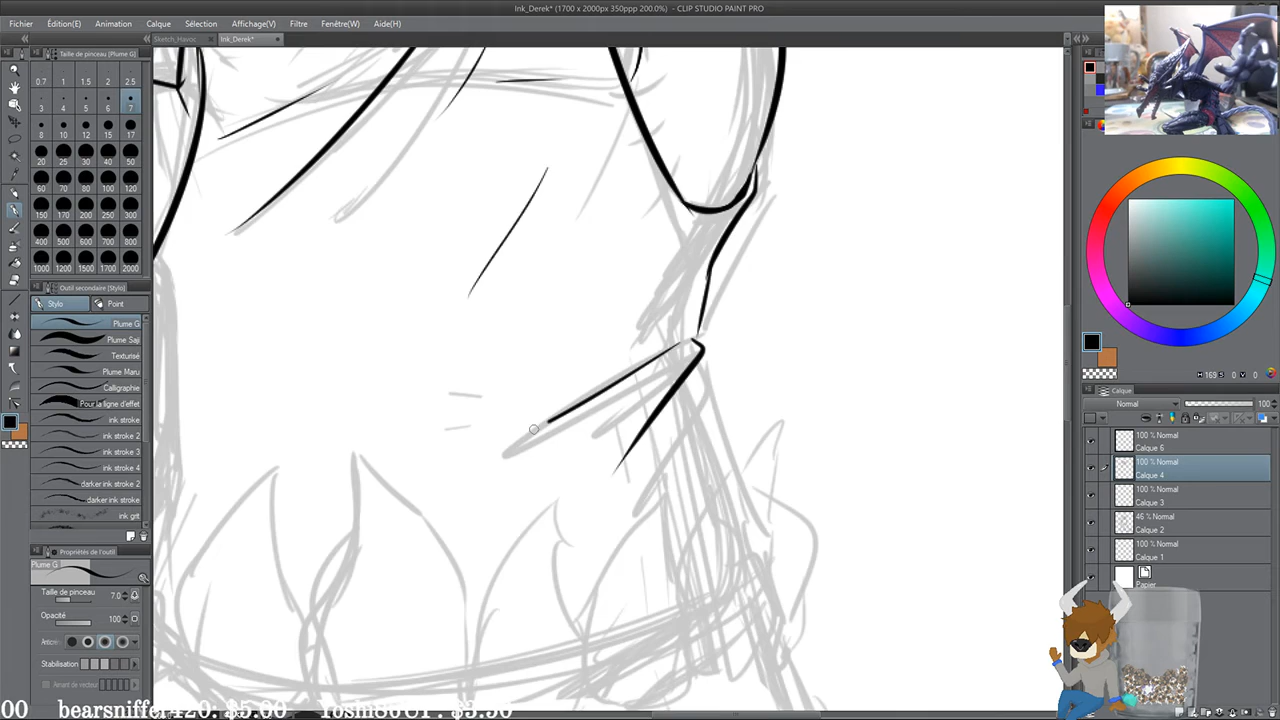 Ink_Derek* (1700 x 2000px 350ppp 200.0%) - CLIP STUDIO PAINT PRO
Fichier Édition(E) Animation Calque Sélection Affichage(V) Filtre Fenêtre(W) Aide(H)
Taille de pinceau [Plume G]
Sketch_Havoc
Ink_Derek*
0.7 1 1.5 2 2.5
3 4 5 6 7
8 10 12 15 17
20 25 30 40 50
60 70 80 100 120
150 170 200 250 300
400 500 600 700 800
1000 1200 1500 1700 2000
Outil secondaire [Stylo]
Stylo Point
Plume G
Plume Saji
Texturisé
Plume Maru
Calligraphie
Pour la ligne d'effet
ink stroke
ink stroke 2
ink stroke 3
ink stroke 4
darker ink stroke 2
darker ink stroke
ink grit
Propriétés de l'outil
Plume G
Taille de pinceau 7.0
Opacité 100
Stabilisation
Aimant de vecteur
H 169 S 0 V 0
Calque
Normal 100
100 % Normal
Calque 6
100 % Normal
Calque 4
100 % Normal
Calque 3
46 % Normal
Calque 2
100 % Normal
Calque 1
Papier
00 bearsniffer420: $5.00